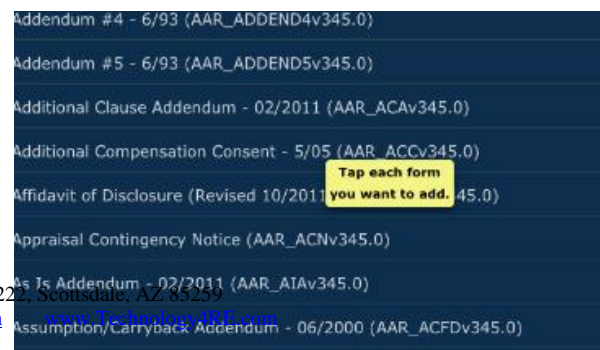 Addendum #4 - 6/93 (AAR_ADDEND4v345.0)
Addendum #5 - 6/93 (AAR_ADDEND5v345.0)
Additional Clause Addendum - 02/2011 (AAR_ACAv345.0)
Additional Compensation Consent - 5/05 (AAR_ACCv345.0)
Tap each form
Affidavit of Disclosure (Revised 10/2011 you want to add. 45.0)
Appraisal Contingency Notice (AAR_ACNv345.0)
As Is Addendum - 02/2011 (AAR_AIAv345.0)
222, Scottsdale, AZ 85259
www.Technology4RE.com
Assumption/Carryback Addendum - 06/2000 (AAR_ACFDv345.0)